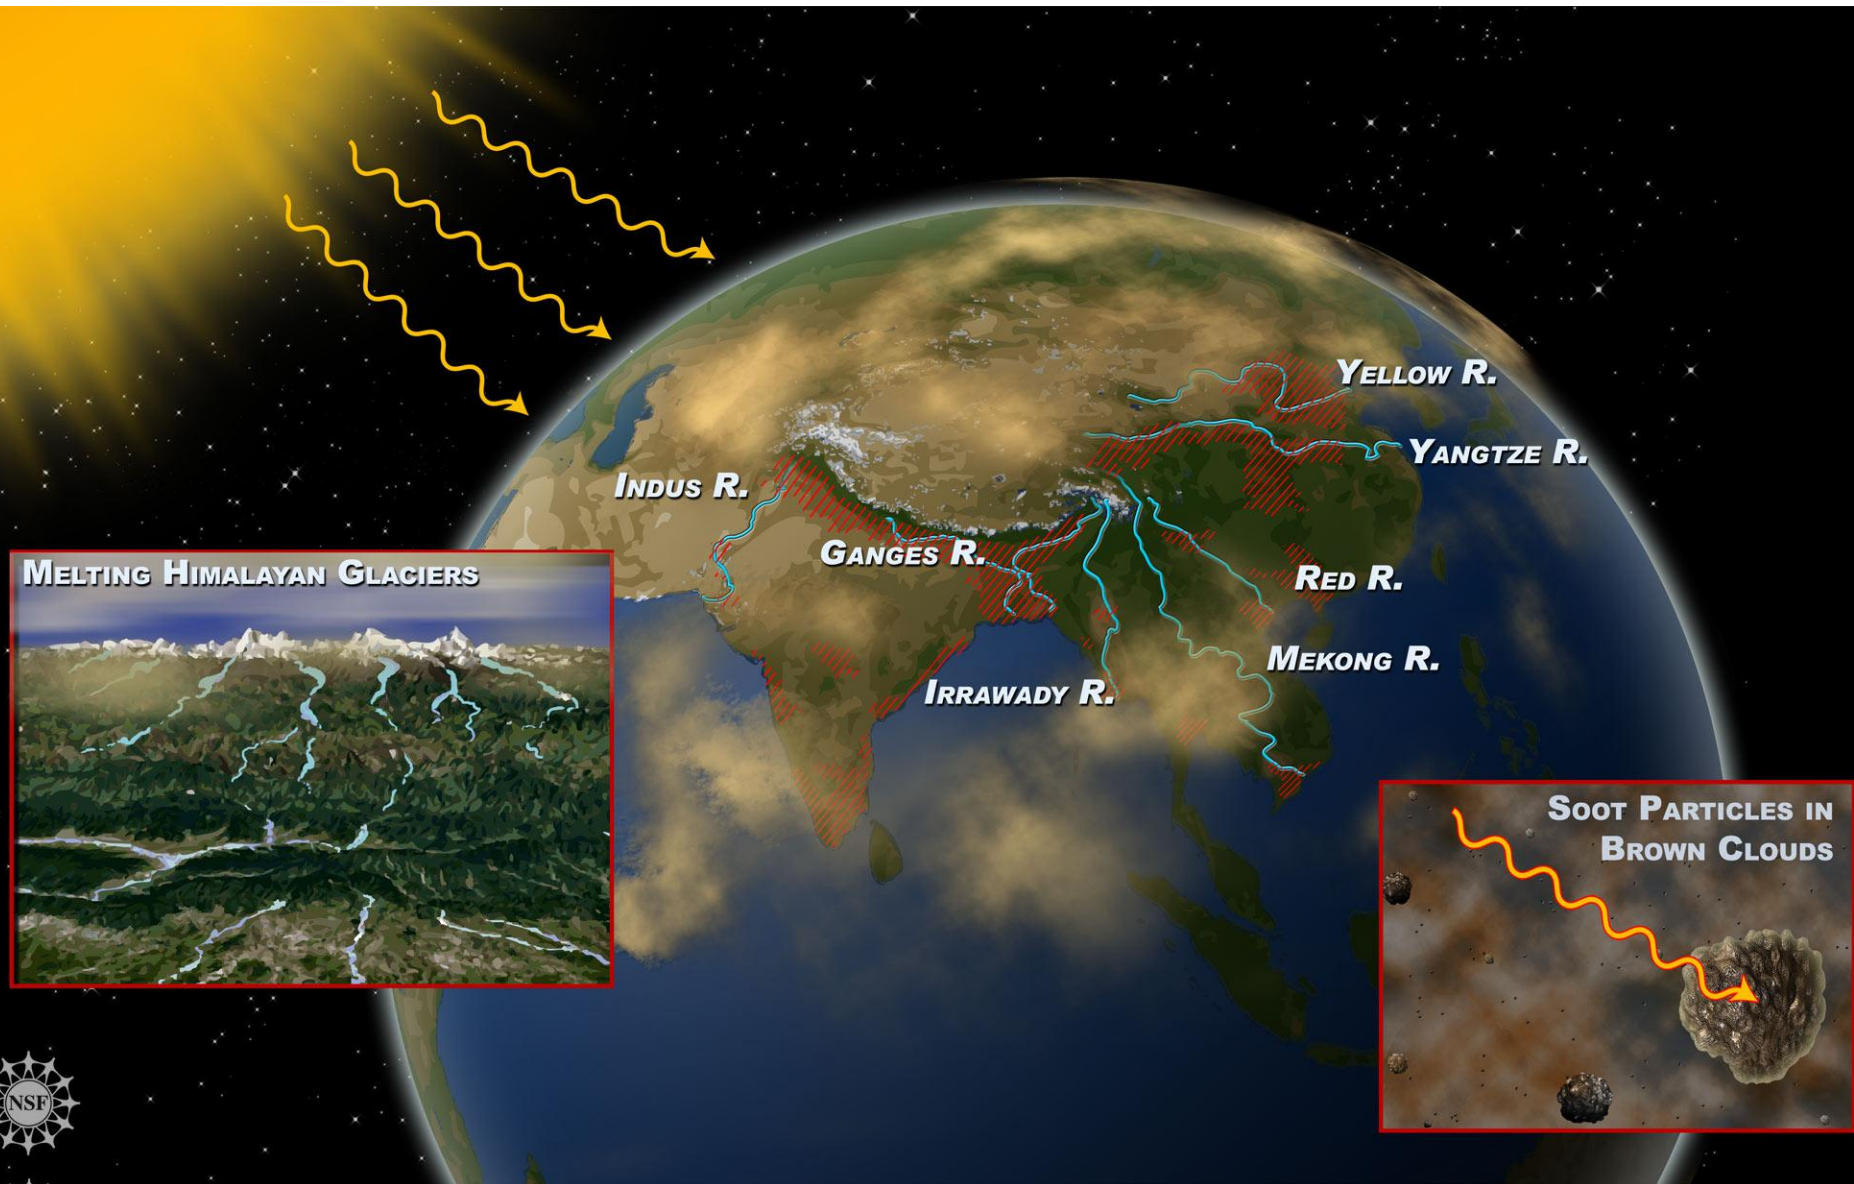 Yellow R.
Yangtze R.
Indus R.
Ganges R.
Melting Himalayan Glaciers
Red R.
Mekong R.
Irrawady R.
Soot Particles in
Brown Clouds
NSF